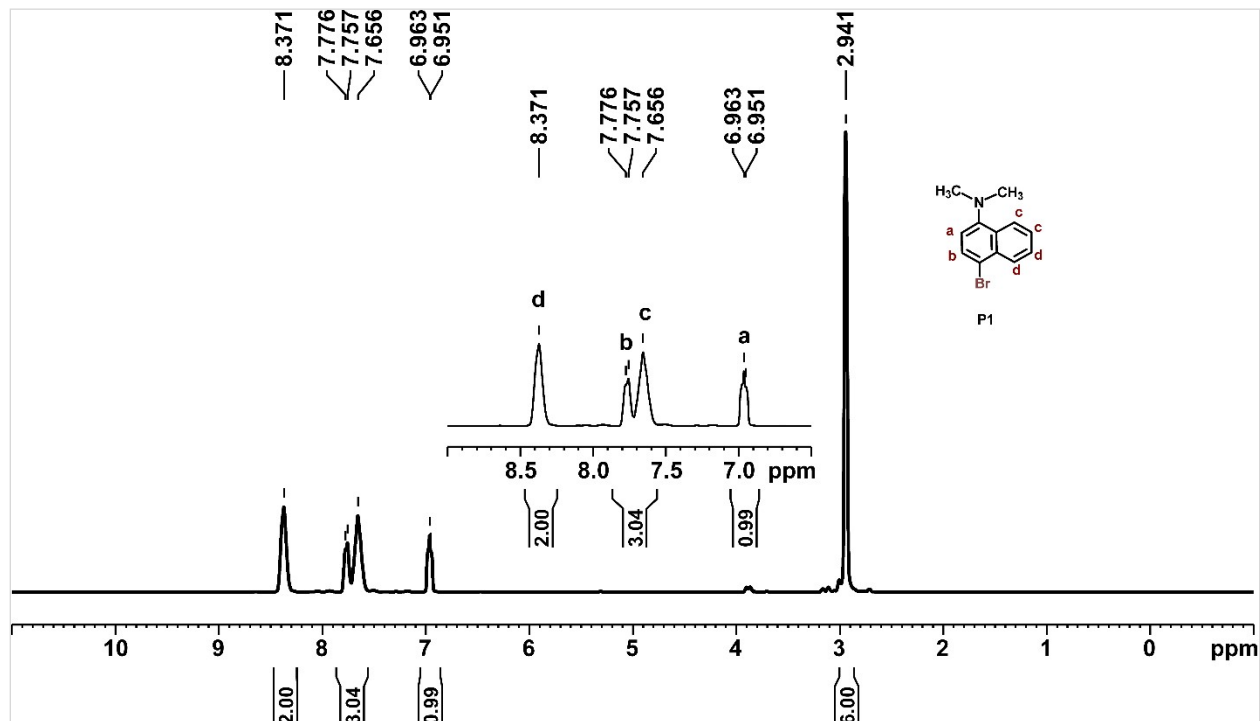 8.371
7.776
7.757
7.656
6.963
6.951
2.941
8.371
7.776
7.757
7.656
6.963
6.951
H₃C
CH₃
N
a
c
c
b
d
d
Br
P1
d
b
c
a
8.5 8.0 7.5 7.0 ppm
2.00
3.04
0.99
10 9 8 7 6 5 4 3 2 1 0 ppm
2.00
3.04
0.99
6.00